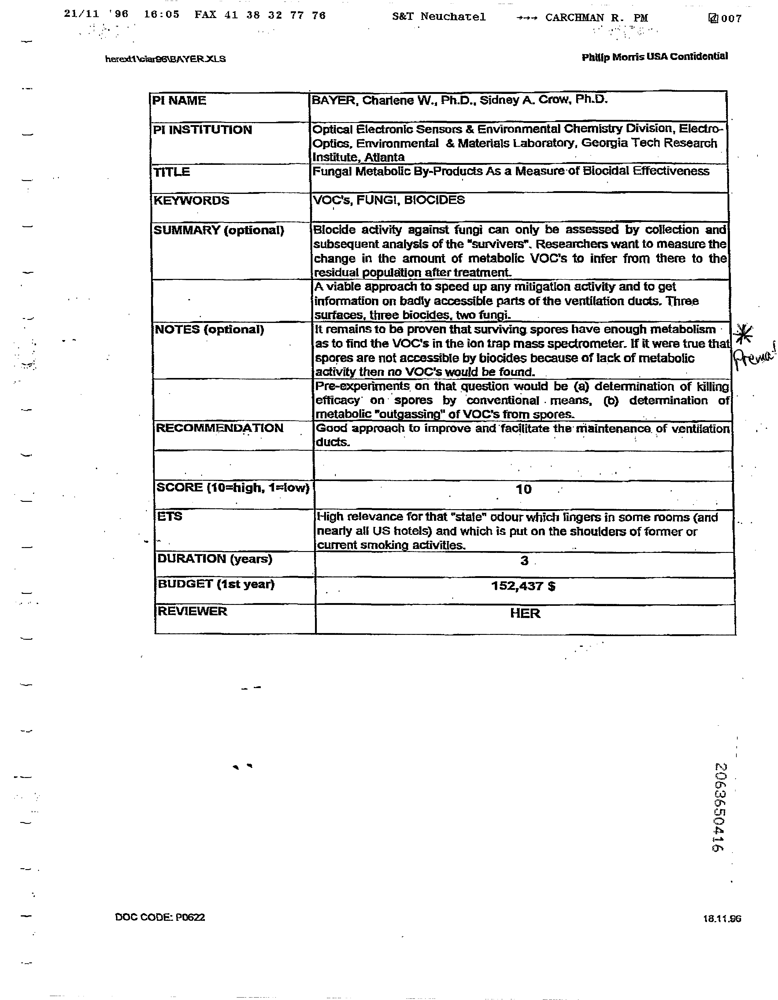 21/11 '96 16:05 FAX 41 38 32 77 76 S&T Neuchatel →→→ CARCHMAN R. PM 007
herext1\ciar96\BAYER.XLS Philip Morris USA Confidential
PI NAME BAYER, Charlene W., Ph.D., Sidney A. Crow, Ph.D.
PI INSTITUTION Optical Electronic Sensors & Environmental Chemistry Division, Electro-
Optics, Environmental & Materials Laboratory, Georgia Tech Research
Institute, Atlanta
TITLE Fungal Metabolic By-Products As a Measure of Biocidal Effectiveness
KEYWORDS VOC's, FUNGI, BIOCIDES
SUMMARY (optional) Biocide activity against fungi can only be assessed by collection and
subsequent analysis of the "survivers". Researchers want to measure the
change in the amount of metabolic VOC's to infer from there to the
residual population after treatment.
A viable approach to speed up any mitigation activity and to get
information on badly accessible parts of the ventilation ducts. Three
surfaces, three biocides, two fungi.
NOTES (optional) It remains to be proven that surviving spores have enough metabolism
as to find the VOC's in the ion trap mass spectrometer. If it were true that
spores are not accessible by biocides because of lack of metabolic
activity then no VOC's would be found.
Pre-experiments on that question would be (a) determination of killing
efficacy on spores by conventional means, (b) determination of
metabolic "outgassing" of VOC's from spores.
RECOMMENDATION Good approach to improve and facilitate the maintenance of ventilation
ducts.
SCORE (10=high, 1=low) 10
ETS High relevance for that "stale" odour which lingers in some rooms (and
nearly all US hotels) and which is put on the shoulders of former or
current smoking activities.
DURATION (years) 3
BUDGET (1st year) 152,437 $
REVIEWER HER
2063650416
DOC CODE: P0622 18.11.96